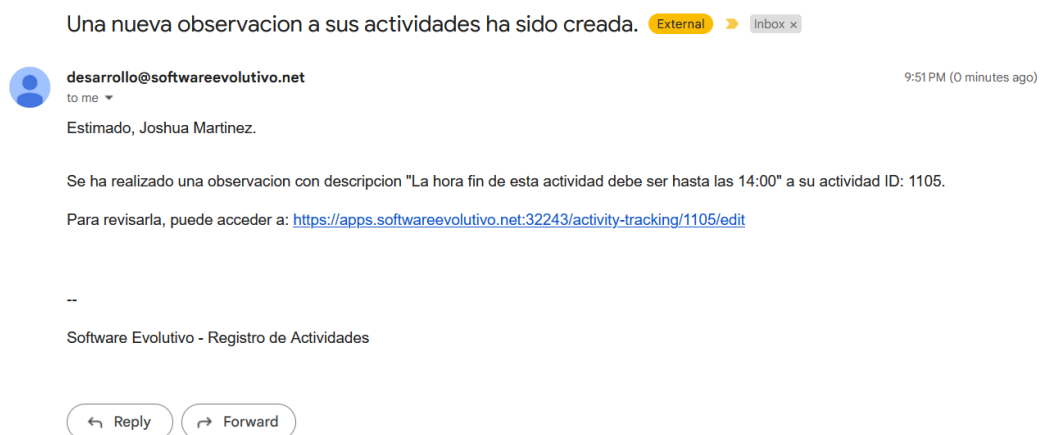 Una nueva observacion a sus actividades ha sido creada. External Inbox ×
desarrollo@softwareevolutivo.net 9:51 PM (0 minutes ago)
to me
Estimado, Joshua Martinez.
Se ha realizado una observacion con descripcion "La hora fin de esta actividad debe ser hasta las 14:00" a su actividad ID: 1105.
Para revisarla, puede acceder a: https://apps.softwareevolutivo.net:32243/activity-tracking/1105/edit
--
Software Evolutivo - Registro de Actividades
Reply Forward